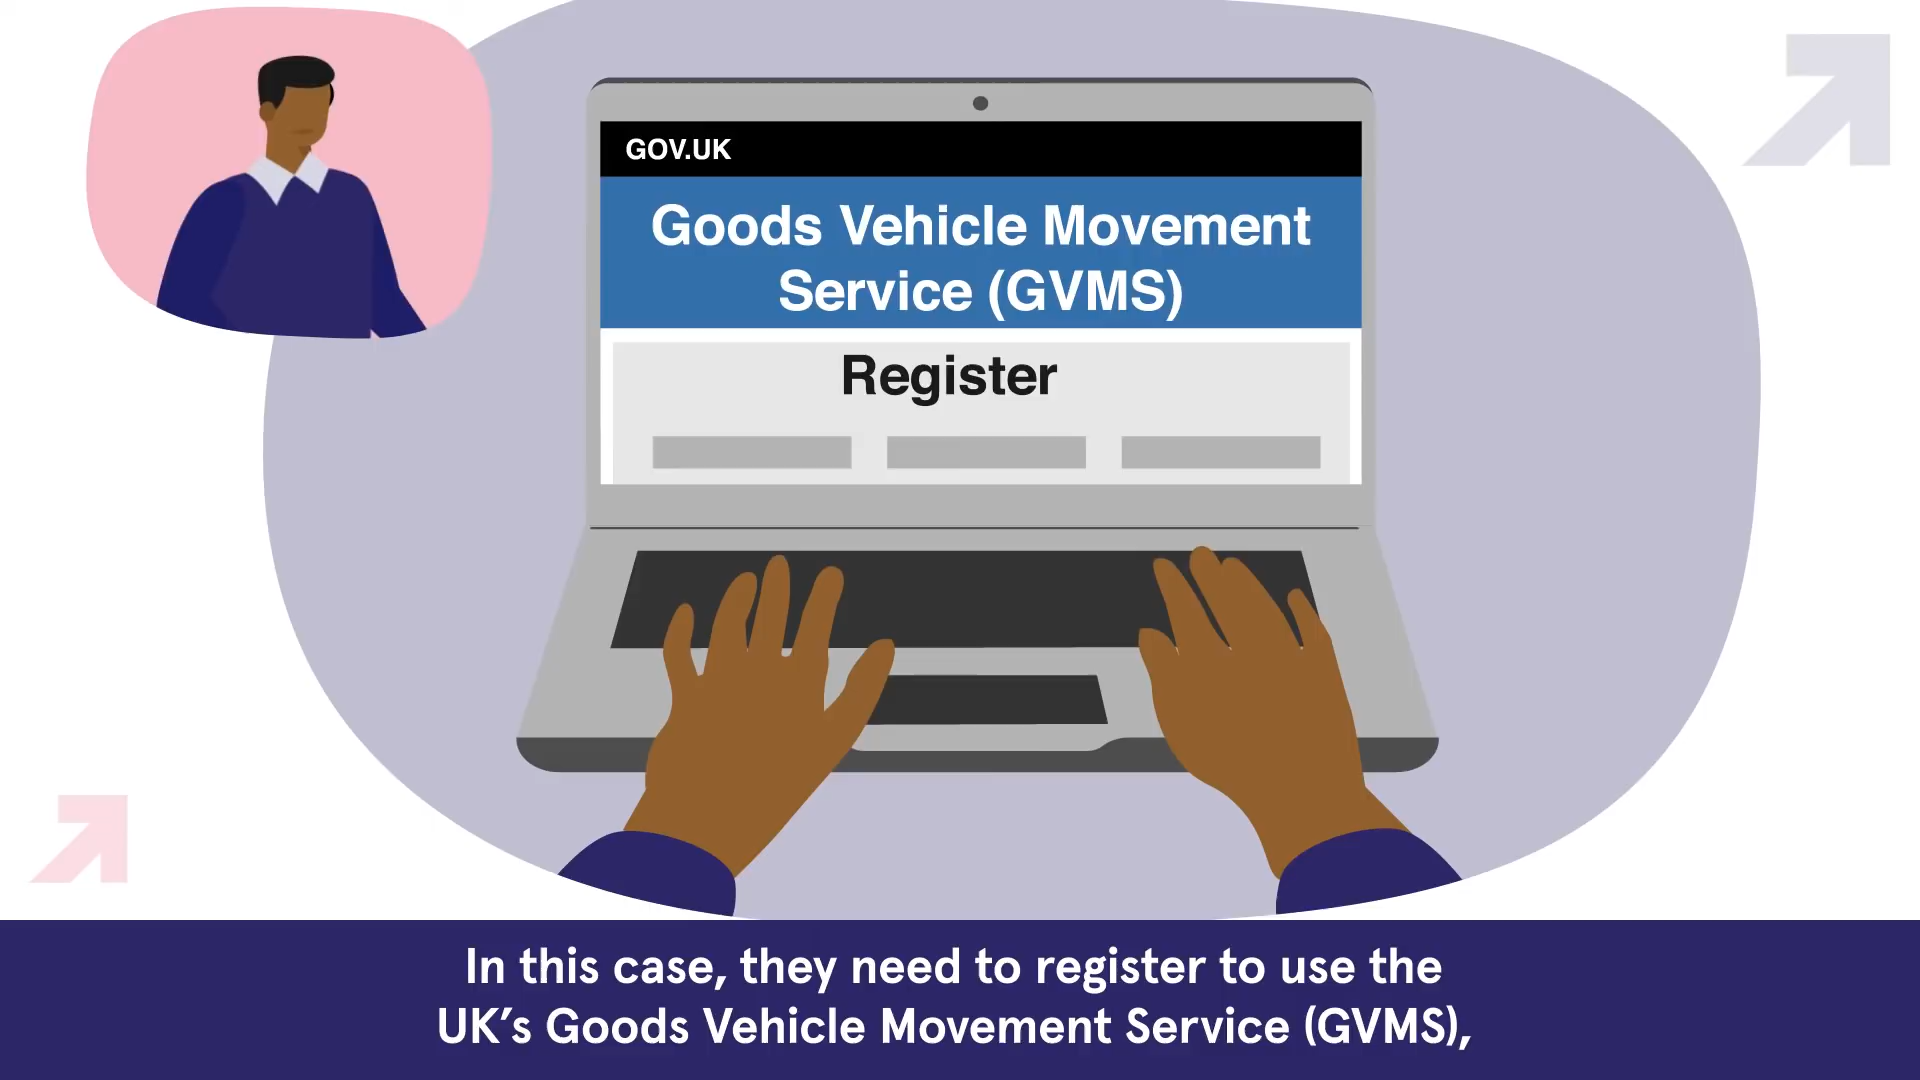 GOV.UK
Goods Vehicle Movement
Service (GVMS)
Register
In this case, they need to register to use the
UK’s Goods Vehicle Movement Service (GVMS),